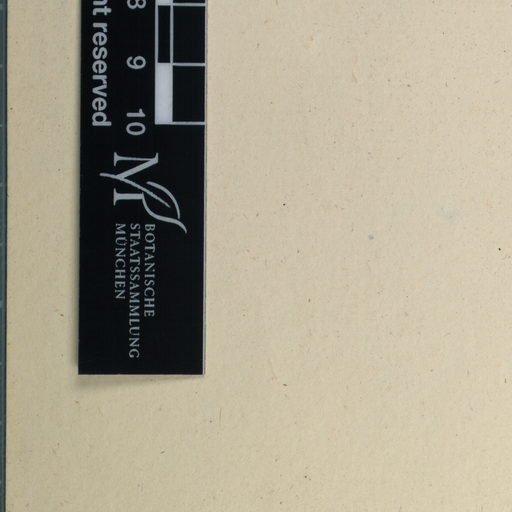 nt reserved
8 9 10
BOTANISCHE
STAATSSAMMLUNG
MÜNCHEN